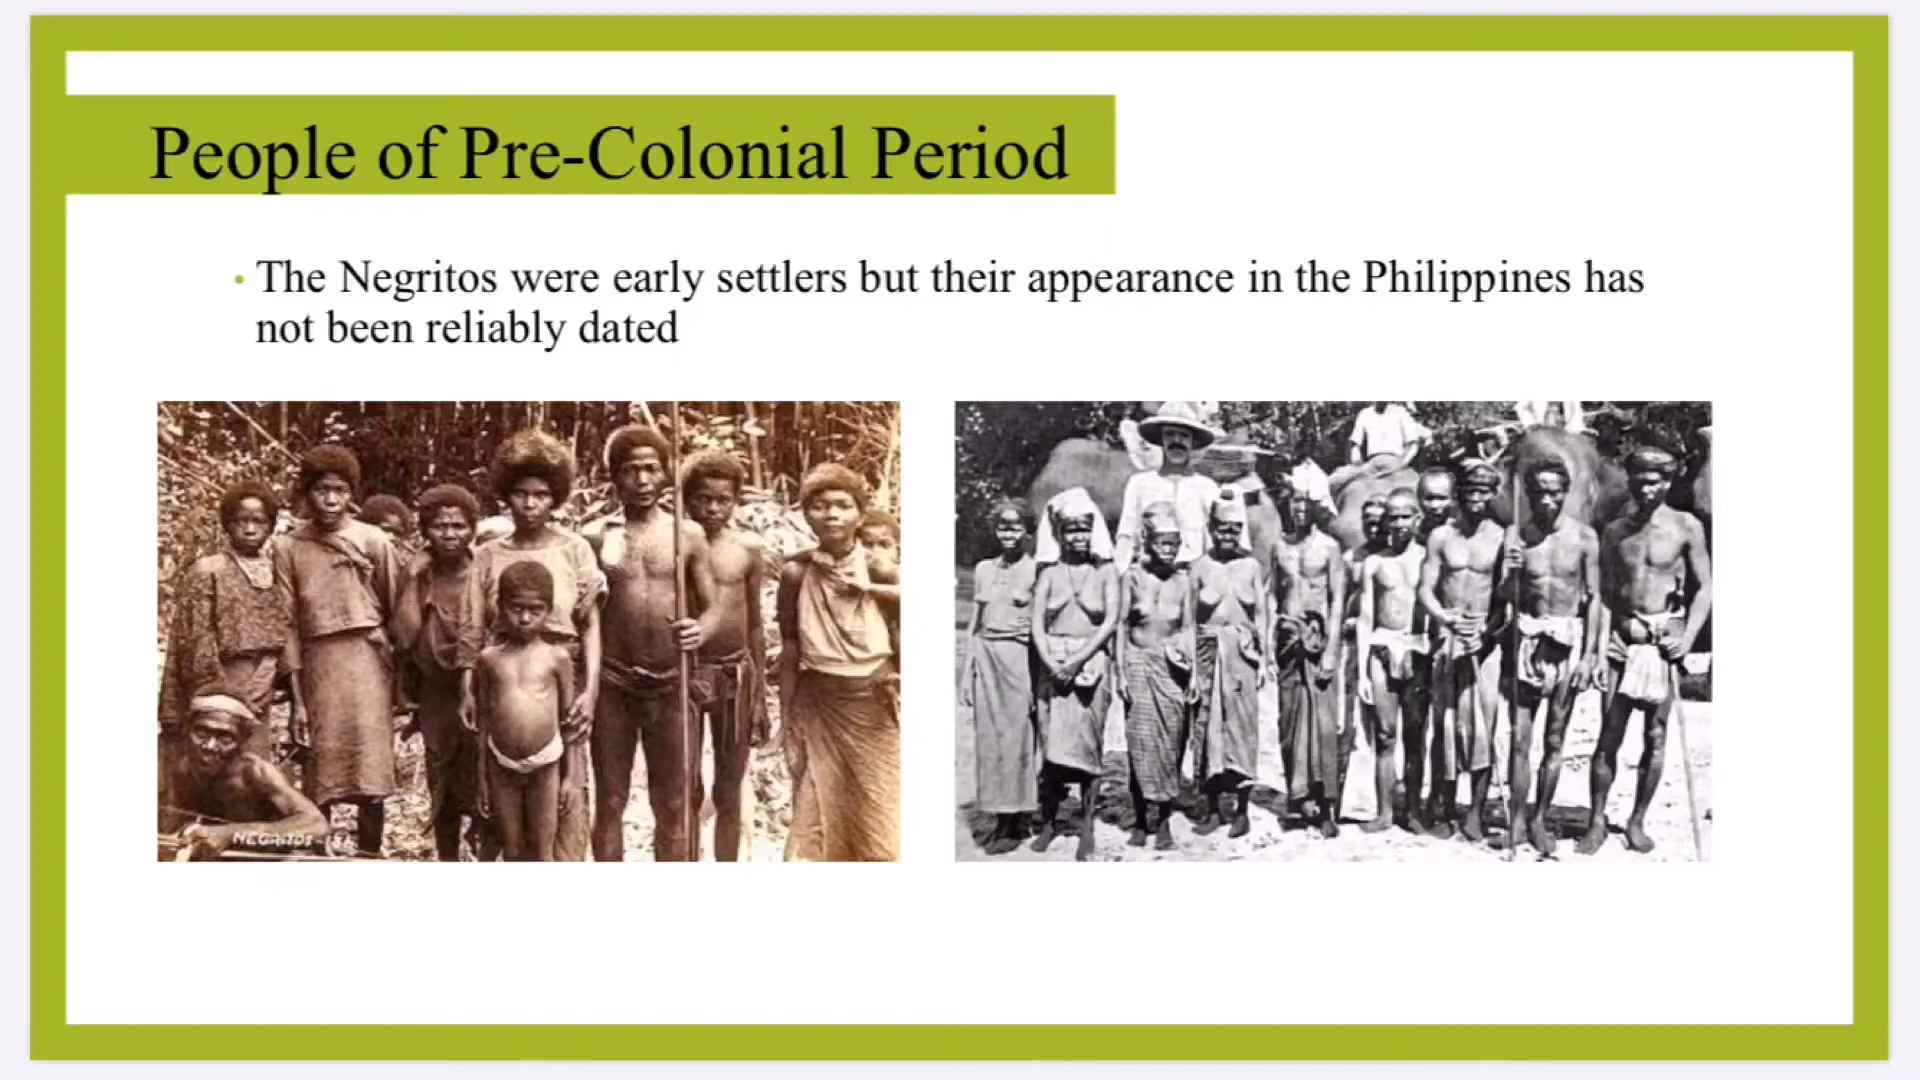 People of Pre-Colonial Period
• The Negritos were early settlers but their appearance in the Philippines has
not been reliably dated